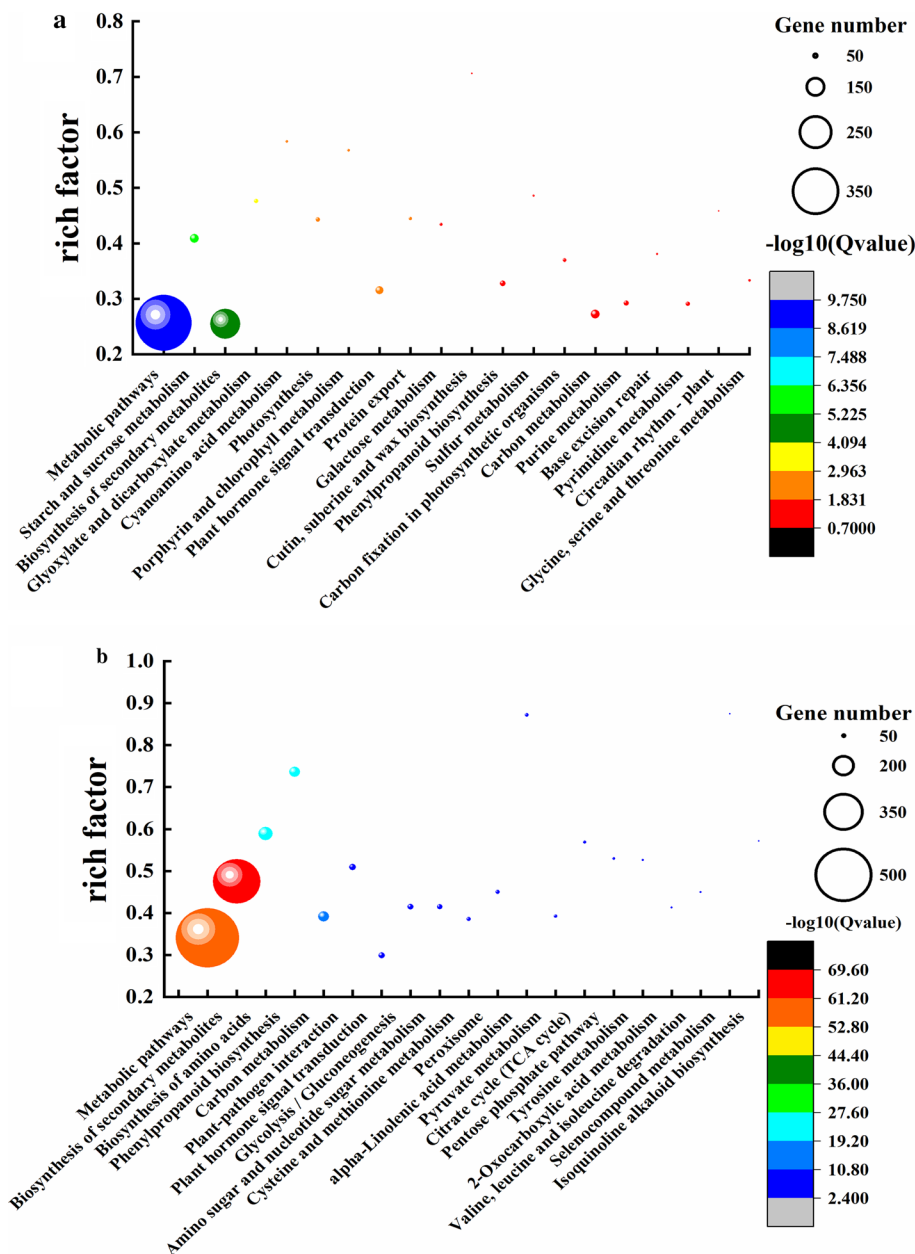 a
0.8
0.7
0.6
0.5
0.4
0.3
0.2
rich factor
Metabolic pathways
Starch and sucrose metabolism
Biosynthesis of secondary metabolites
Glyoxylate and dicarboxylate metabolism
Cyanoamino acid metabolism
Photosynthesis
Porphyrin and chlorophyll metabolism
Plant hormone signal transduction
Protein export
Galactose metabolism
Cutin, suberine and wax biosynthesis
Phenylpropanoid biosynthesis
Sulfur metabolism
Carbon fixation in photosynthetic organisms
Carbon metabolism
Purine metabolism
Base excision repair
Pyrimidine metabolism
Circadian rhythm - plant
Glycine, serine and threonine metabolism
Gene number
50
150
250
350
-log10(Qvalue)
9.750
8.619
7.488
6.356
5.225
4.094
2.963
1.831
0.7000
b
1.0
0.9
0.8
0.7
0.6
0.5
0.4
0.3
0.2
rich factor
Metabolic pathways
Biosynthesis of secondary metabolites
Biosynthesis of amino acids
Phenylpropanoid biosynthesis
Carbon metabolism
Plant-pathogen interaction
Plant hormone signal transduction
Glycolysis / Gluconeogenesis
Amino sugar and nucleotide sugar metabolism
Cysteine and methionine metabolism
Peroxisome
alpha-Linolenic acid metabolism
Pyruvate metabolism
Citrate cycle (TCA cycle)
Pentose phosphate pathway
Tyrosine metabolism
2-Oxocarboxylic acid metabolism
Valine, leucine and isoleucine degradation
Selenocompound metabolism
Isoquinoline alkaloid biosynthesis
Gene number
50
200
350
500
-log10(Qvalue)
69.60
61.20
52.80
44.40
36.00
27.60
19.20
10.80
2.400